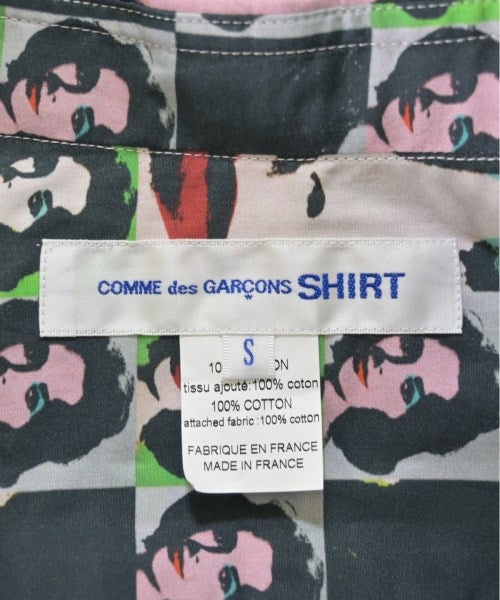 COMME des GARÇONS SHIRT
*
S
tissu ajouté:100% coton
100% COTTON
attached fabric :100% cotton
FABRIQUE EN FRANCE
MADE IN FRANCE